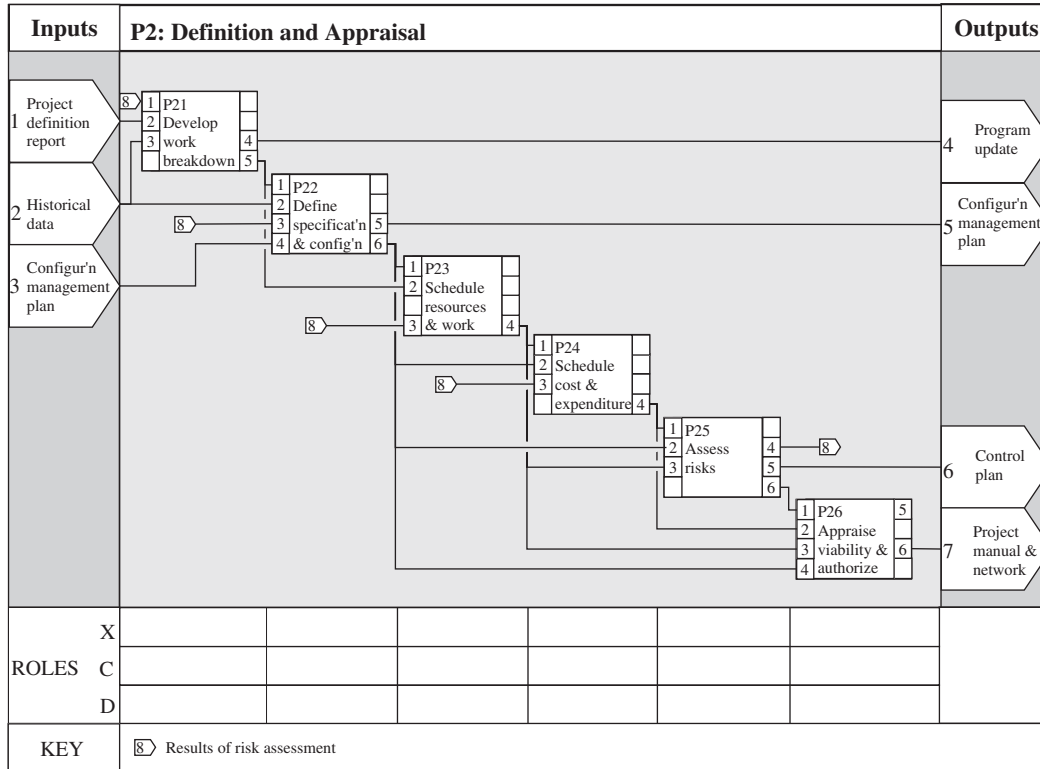 Inputs
P2: Definition and Appraisal
Outputs
1
Project
definition
report
2
Historical
data
3
Configur'n
management
plan
8
1 P21
2 Develop
3 work 4
breakdown 5
1 P22
2 Define
8
3 specificat'n 5
4 & config'n 6
1 P23
2 Schedule
resources
8
3 & work 4
1 P24
2 Schedule
8
3 cost &
expenditure 4
1 P25
2 Assess 4
8
3 risks 5
6
1 P26 5
2 Appraise
3 viability & 6
4 authorize
4
Program
update
5
Configur'n
management
plan
6
Control
plan
7
Project
manual &
network
ROLES
X
C
D
KEY
8 Results of risk assessment